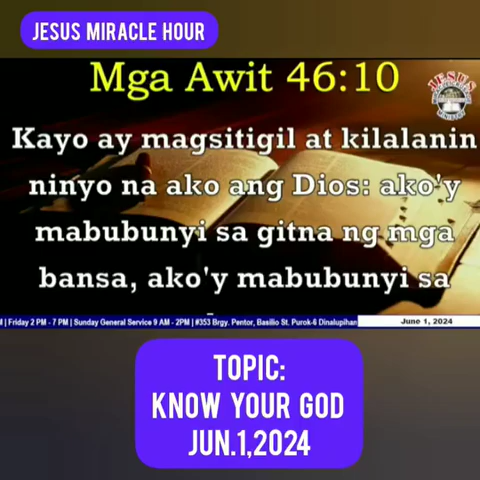 JESUS MIRACLE HOUR
Mga Awit 46:10
JESUS
Kayo ay magsitigil at kilalanin
ninyo na ako ang Dios: ako'y
mabubunyi sa gitna ng mga
bansa, ako'y mabubunyi sa
| Friday 2 PM - 7 PM | Sunday General Service 9 AM - 2PM | #353 Brgy. Pentor, Basilio St. Purok-6 Dinalupihan
June 1, 2024
TOPIC:
KNOW YOUR GOD
JUN.1,2024